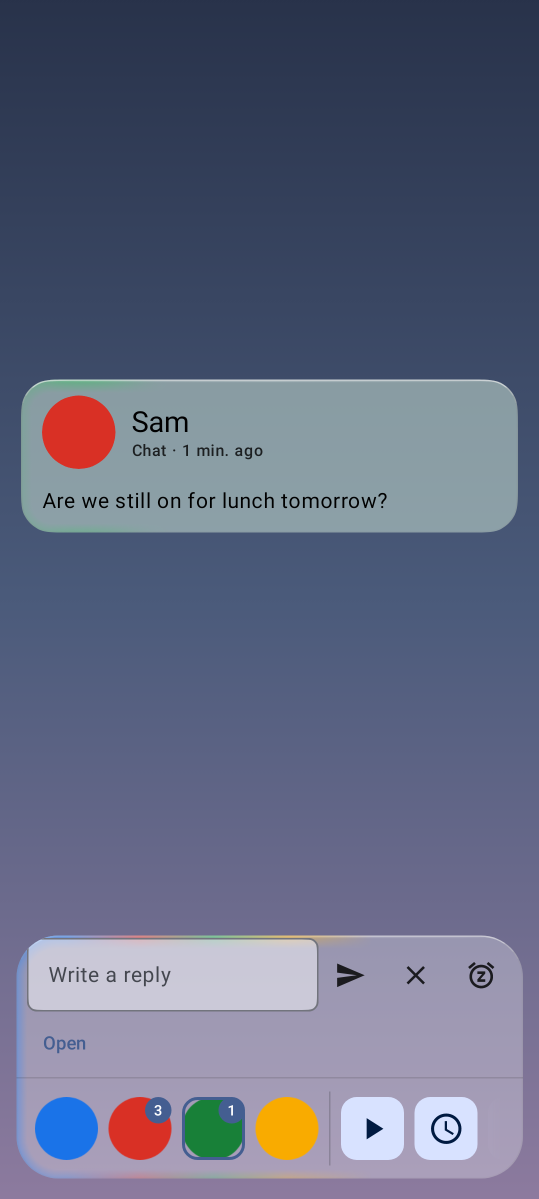 Sam
Chat · 1 min. ago
Are we still on for lunch tomorrow?
Write a reply
Open
3
1